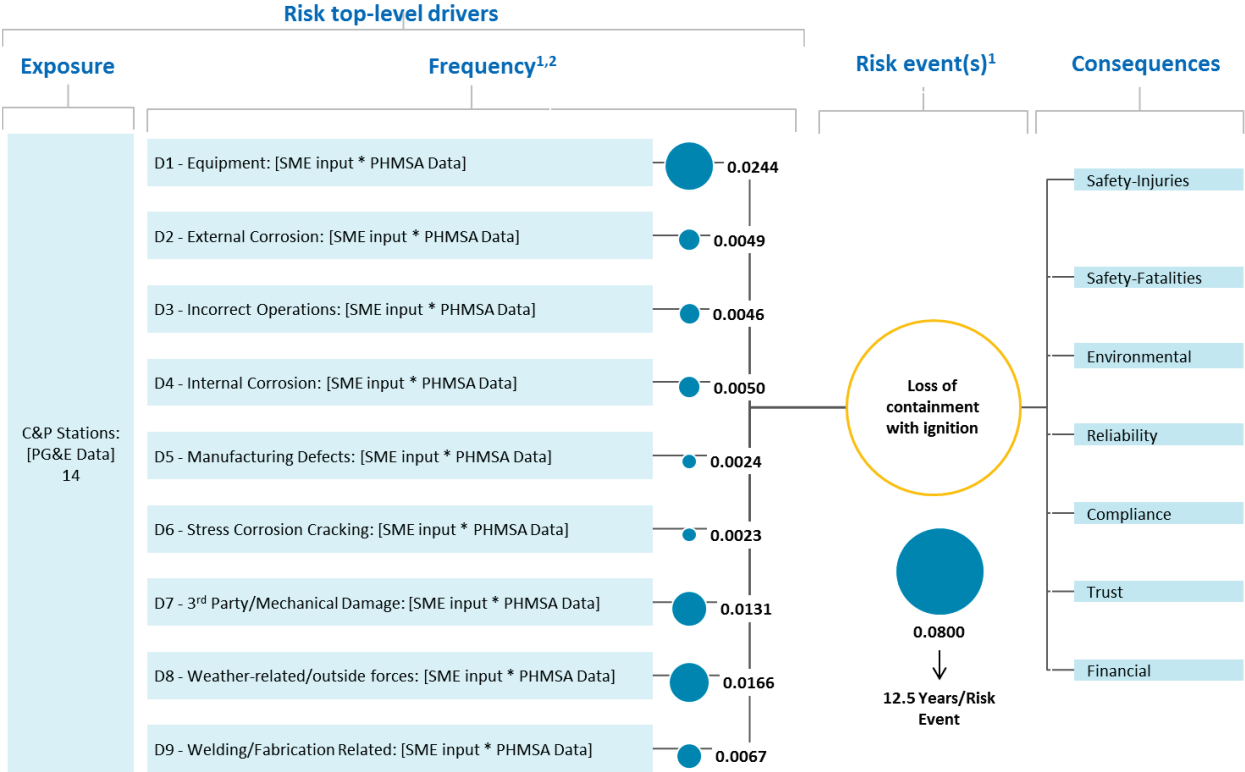 Risk top-level drivers
Exposure
Frequency1,2
Risk event(s)1
Consequences
C&P Stations:
[PG&E Data]
14
D1 - Equipment: [SME input * PHMSA Data]
0.0244
D2 - External Corrosion: [SME input * PHMSA Data]
0.0049
D3 - Incorrect Operations: [SME input * PHMSA Data]
0.0046
D4 - Internal Corrosion: [SME input * PHMSA Data]
0.0050
D5 - Manufacturing Defects: [SME input * PHMSA Data]
0.0024
D6 - Stress Corrosion Cracking: [SME input * PHMSA Data]
0.0023
D7 - 3rd Party/Mechanical Damage: [SME input * PHMSA Data]
0.0131
D8 - Weather-related/outside forces: [SME input * PHMSA Data]
0.0166
D9 - Welding/Fabrication Related: [SME input * PHMSA Data]
0.0067
Loss of
containment
with ignition
0.0800
12.5 Years/Risk
Event
Safety-Injuries
Safety-Fatalities
Environmental
Reliability
Compliance
Trust
Financial